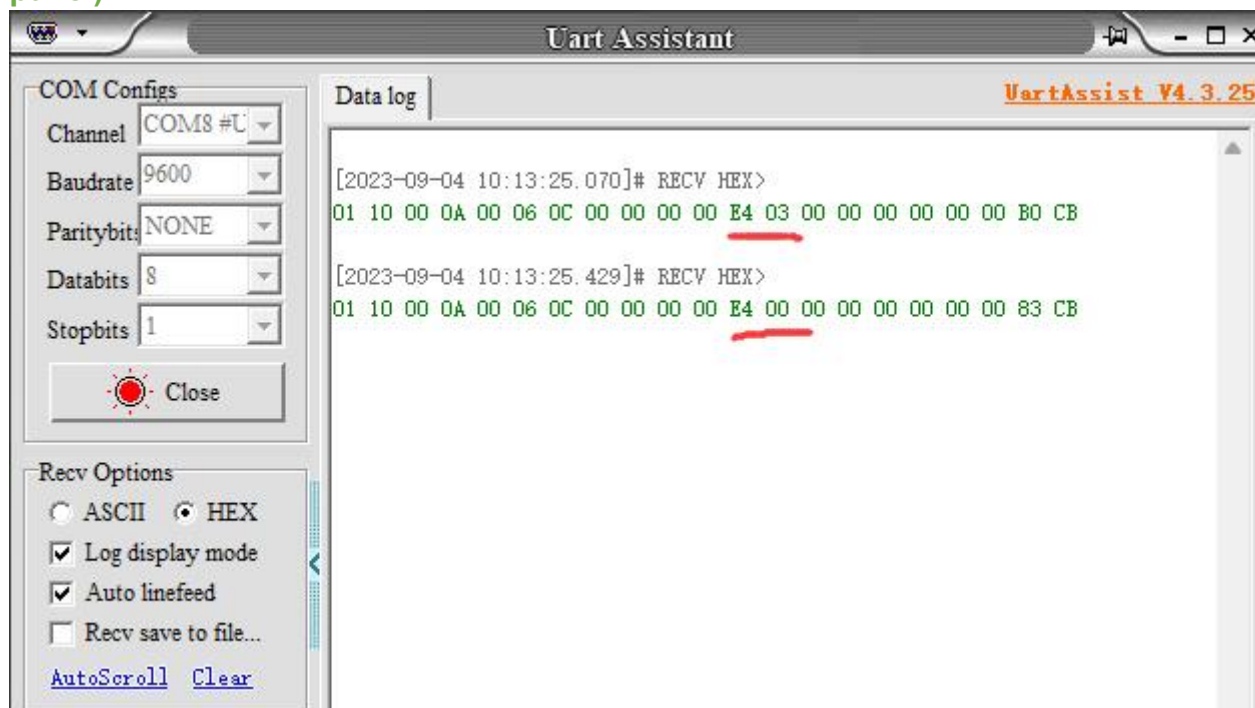 Uart Assistant
COM Configs
Channel COM8 #U
Baudrate 9600
Paritybits NONE
Databits 8
Stopbits 1
Close
Recv Options
ASCII HEX
Log display mode
Auto linefeed
Recv save to file...
AutoScroll Clear
Data log
UartAssist V4.3.25
[2023-09-04 10:13:25.070]# RECV HEX>
01 10 00 0A 00 06 0C 00 00 00 00 E4 03 00 00 00 00 00 00 B0 CB
[2023-09-04 10:13:25.429]# RECV HEX>
01 10 00 0A 00 06 0C 00 00 00 00 E4 00 00 00 00 00 00 00 83 CB